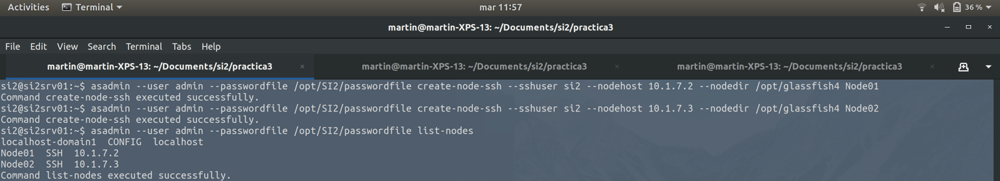 Activities Terminal mar 11:57 36 %
martin@martin-XPS-13: ~/Documents/si2/practica3
File Edit View Search Terminal Tabs Help
martin@martin-XPS-13: ~/Documents/si2/practica3 martin@martin-XPS-13: ~/Documents/si2/practica3 martin@martin-XPS-13: ~/Documents/si2/practica3
si2@si2srv01:~$ asadmin --user admin --passwordfile /opt/SI2/passwordfile create-node-ssh --sshuser si2 --nodehost 10.1.7.2 --nodedir /opt/glassfish4 Node01
Command create-node-ssh executed successfully.
si2@si2srv01:~$ asadmin --user admin --passwordfile /opt/SI2/passwordfile create-node-ssh --sshuser si2 --nodehost 10.1.7.3 --nodedir /opt/glassfish4 Node02
Command create-node-ssh executed successfully.
si2@si2srv01:~$ asadmin --user admin --passwordfile /opt/SI2/passwordfile list-nodes
localhost-domain1  CONFIG  localhost
Node01  SSH  10.1.7.2
Node02  SSH  10.1.7.3
Command list-nodes executed successfully.